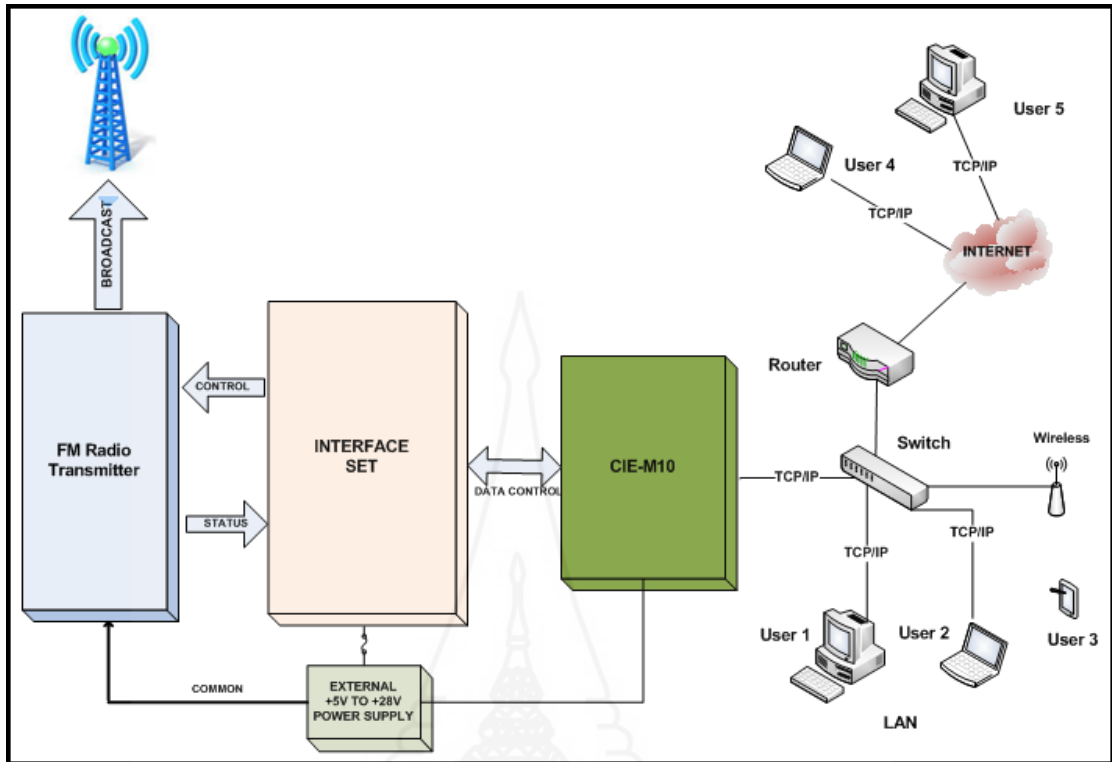 User 5
User 4
TCP/IP
TCP/IP
BROADCAST
INTERNET
Router
CONTROL
FM Radio
Transmitter
INTERFACE
SET
CIE-M10
Switch
Wireless
DATA CONTROL
TCP/IP
STATUS
TCP/IP
TCP/IP
User 1
User 2
User 3
COMMON
EXTERNAL
+5V TO +28V
POWER SUPPLY
LAN